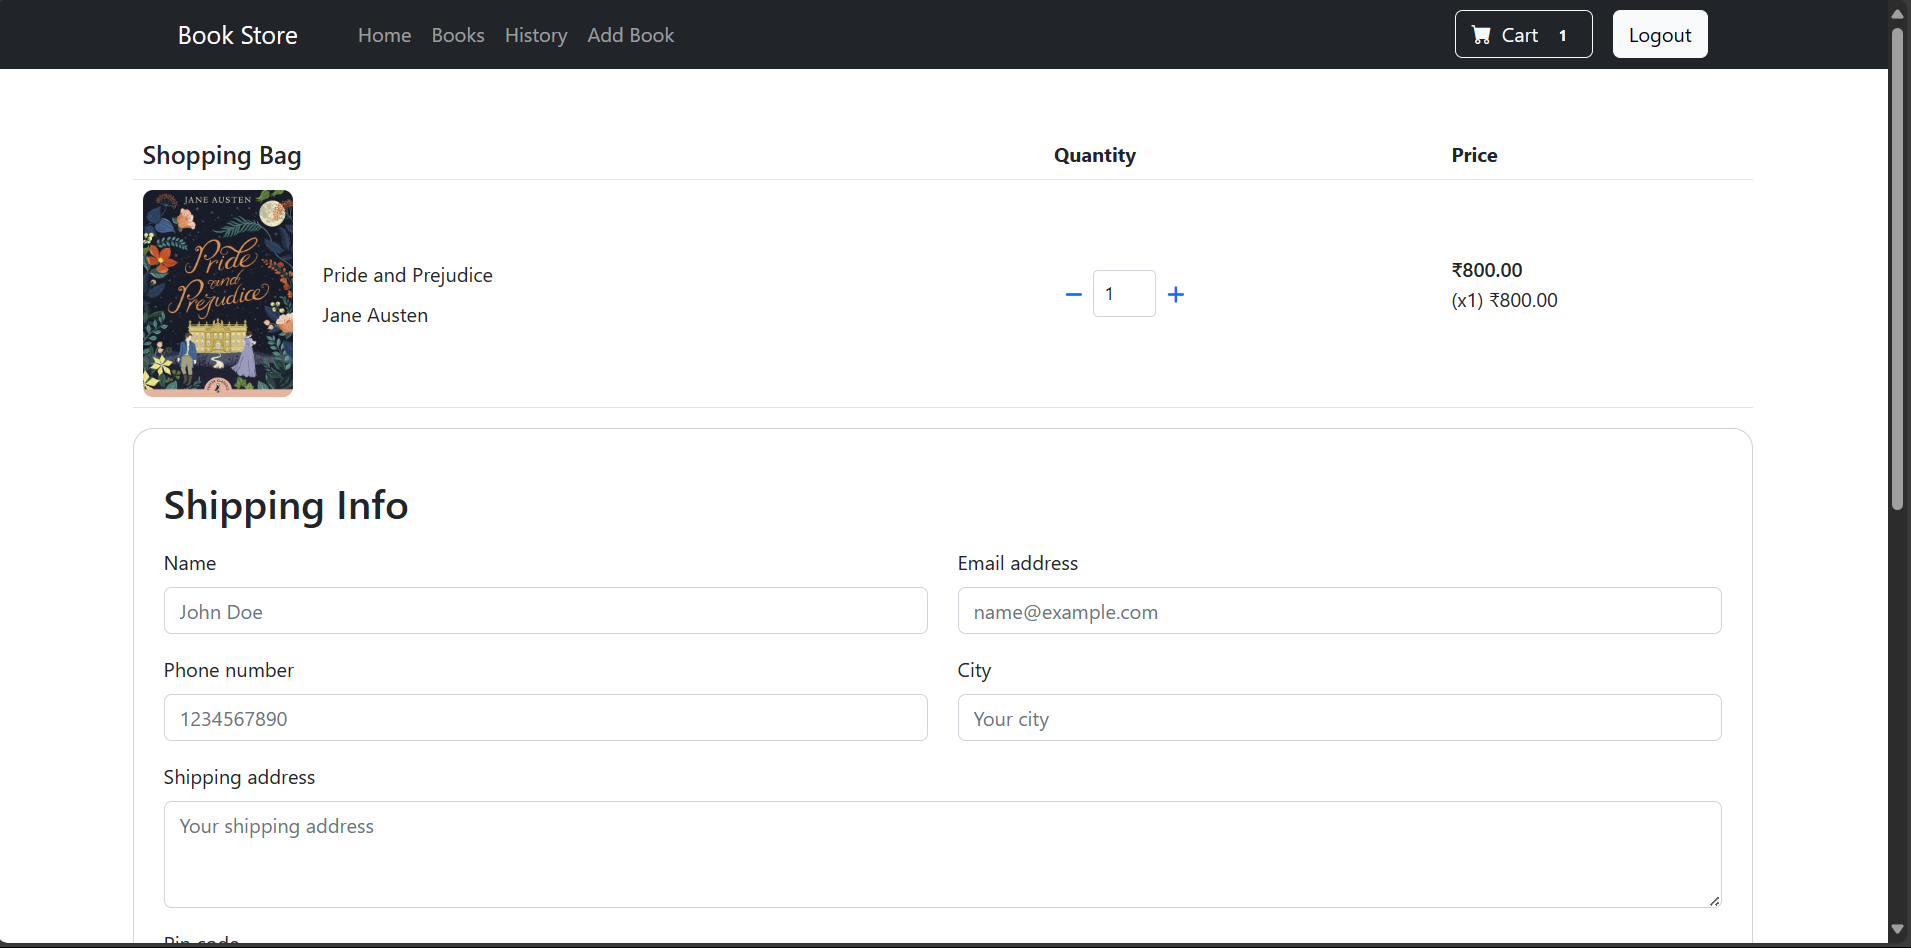 Book Store Home Books History Add Book Cart 1 Logout
Shopping Bag Quantity Price
JANE AUSTEN
Pride
and
Prejudice
Pride and Prejudice
Jane Austen
1
₹800.00
(x1) ₹800.00
Shipping Info
Name Email address
John Doe name@example.com
Phone number City
1234567890 Your city
Shipping address
Your shipping address
Pin code